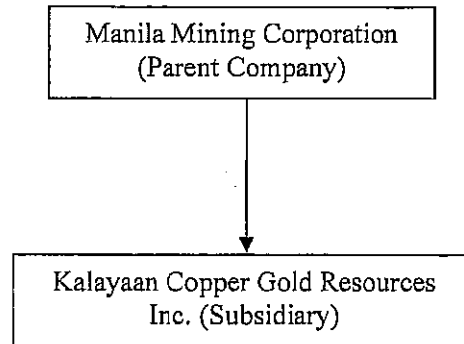 Manila Mining Corporation
(Parent Company)
Kalayaan Copper Gold Resources
Inc. (Subsidiary)